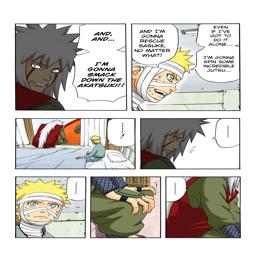 EVEN
IF I'VE
GOT TO
DO IT
ALONE...
I'M
GONNA
SPIN SOME
INCREDIBLE
JUTSU...
AND I'M
GONNA
RESCUE
SASUKE,
NO MATTER
WHAT!
AND,
AND...
I'M
GONNA
SMACK
DOWN THE
AKATSUKI!!